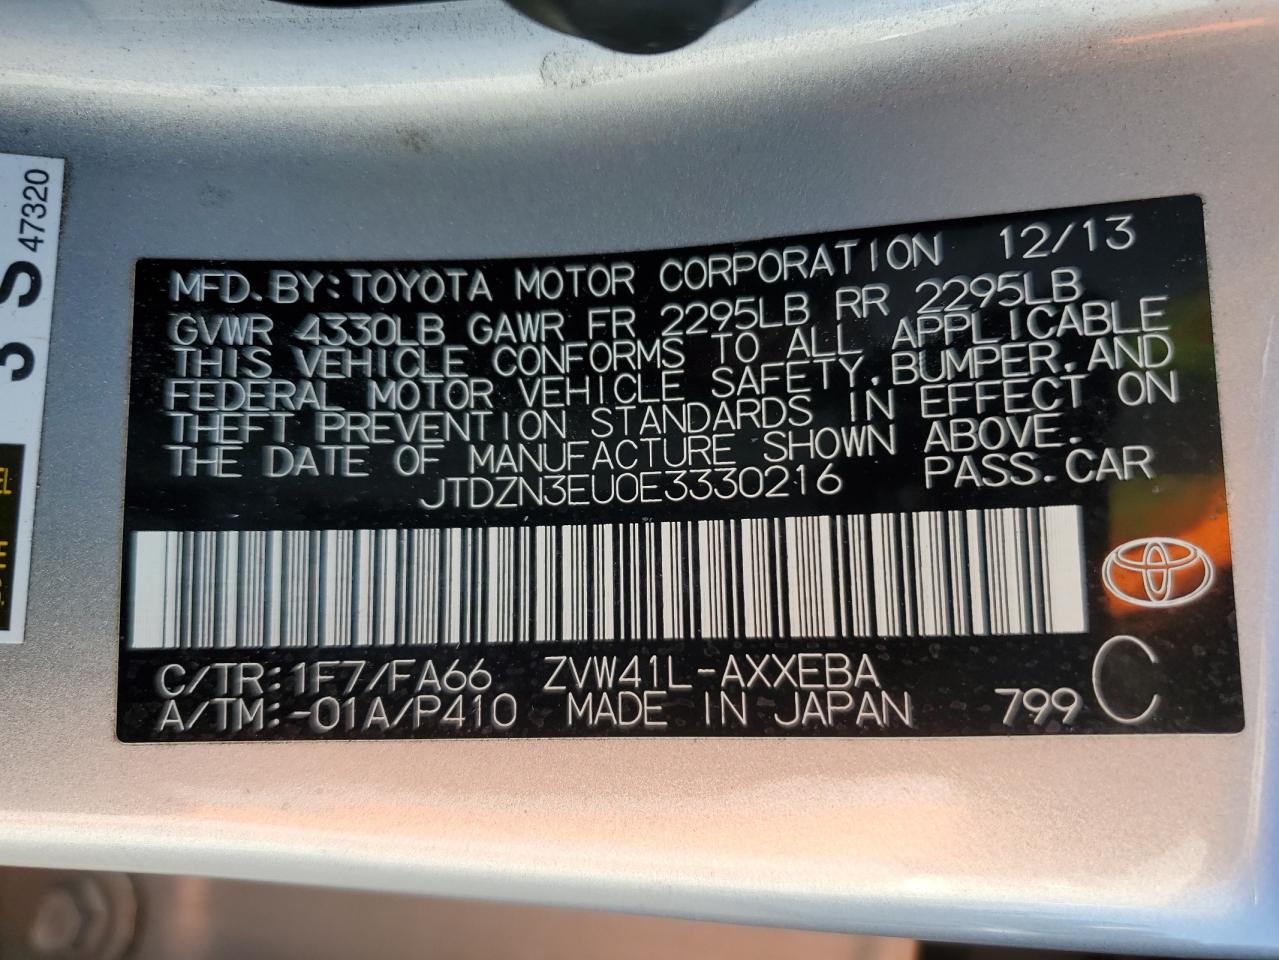 MFD. BY: TOYOTA MOTOR CORPORATION 12/13
GVWR 4330LB GAWR FR 2295LB RR 2295LB
THIS VEHICLE CONFORMS TO ALL APPLICABLE
FEDERAL MOTOR VEHICLE SAFETY, BUMPER, AND
THEFT PREVENTION STANDARDS IN EFFECT ON
THE DATE OF MANUFACTURE SHOWN ABOVE.
JTDZN3EU0E3330216 PASS. CAR
C/TR: 1F7/FA66 ZVW41L-AXXEBA
A/TM: -01A/P410 MADE IN JAPAN 799 C
3 S 47320